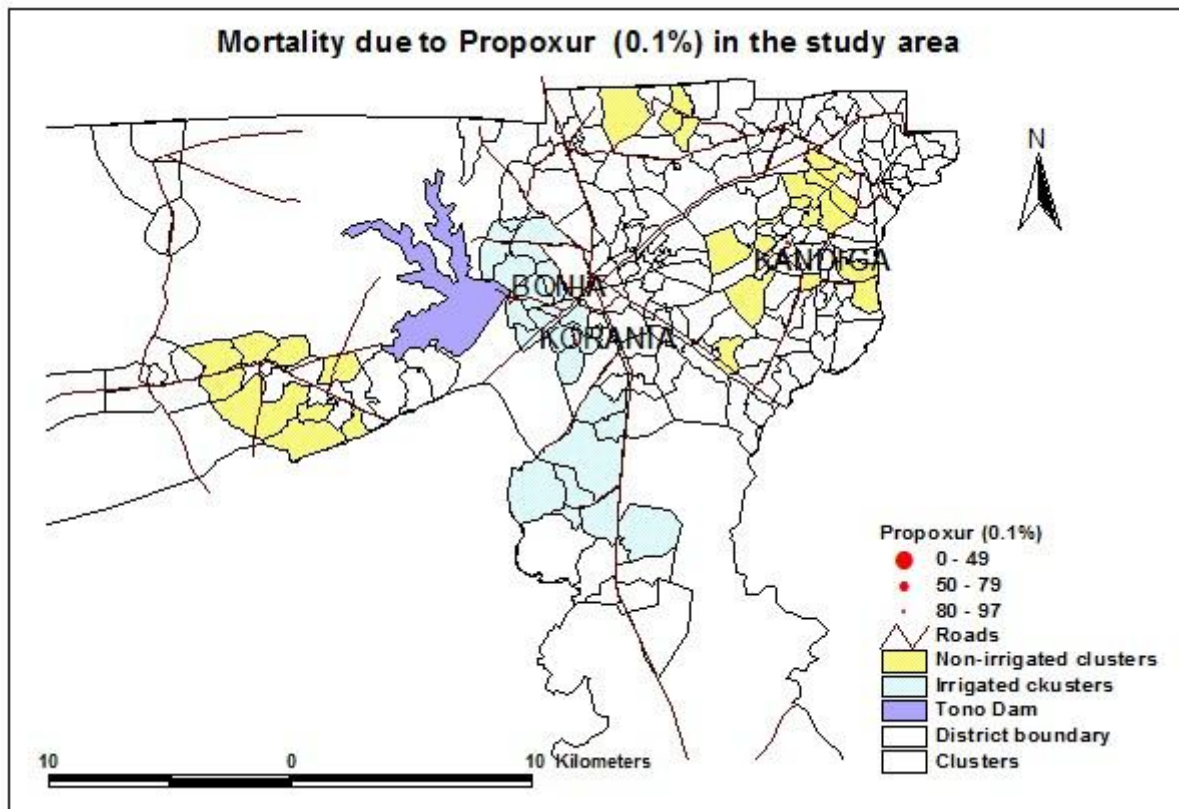 Mortality due to Propoxur (0.1%) in the study area
N
KANDIGA
BONIA
KORANIA
Propoxur (0.1%)
0 - 49
50 - 79
80 - 97
Roads
Non-irrigated clusters
Irrigated ckusters
Tono Dam
District boundary
Clusters
10 0 10 Kilometers